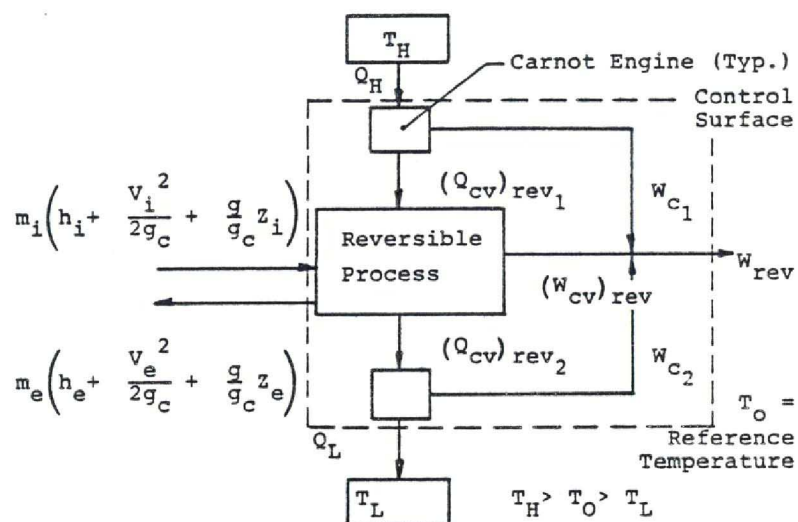 T_H
Q_H
Carnot Engine (Typ.)
Control
Surface
(Q_cv)rev_1
W_c_1
m_i(h_i+ V_i^2/2g_c + g/g_c z_i)
Reversible
Process
W_rev
(W_cv)rev
m_e(h_e+ V_e^2/2g_c + g/g_c z_e)
(Q_cv)rev_2
W_c_2
T_O =
Reference
Temperature
Q_L
T_L
T_H> T_O> T_L